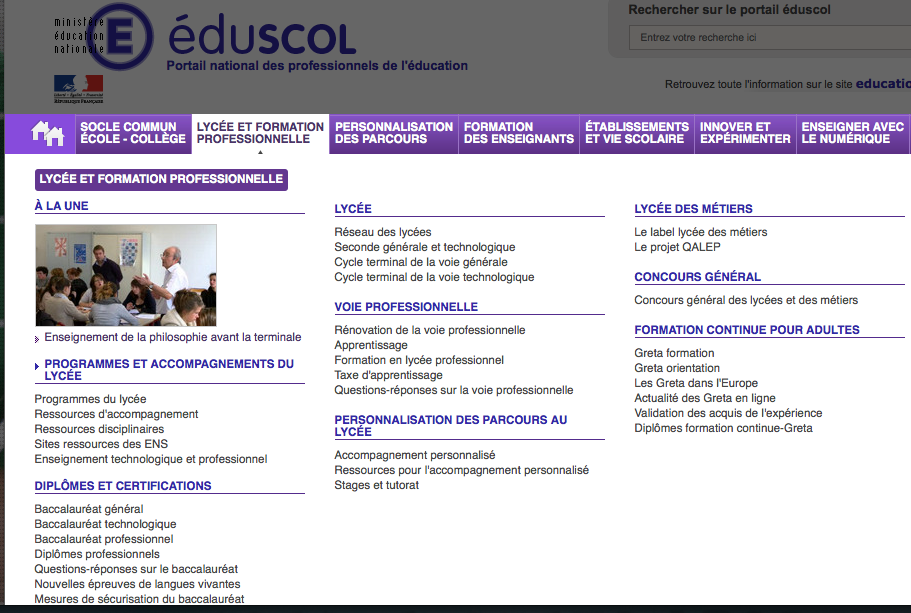 ministère
éducation
nationale
E
éduSCOL
Portail national des professionnels de l'éducation
RÉPUBLIQUE FRANÇAISE
Rechercher sur le portail éduscol
Entrez votre recherche ici
Retrouvez toute l'information sur le site educatio
SOCLE COMMUN
ÉCOLE - COLLÈGE
LYCÉE ET FORMATION
PROFESSIONNELLE
PERSONNALISATION
DES PARCOURS
FORMATION
DES ENSEIGNANTS
ÉTABLISSEMENTS
ET VIE SCOLAIRE
INNOVER ET
EXPÉRIMENTER
ENSEIGNER AVEC
LE NUMÉRIQUE
LYCÉE ET FORMATION PROFESSIONNELLE
À LA UNE
Enseignement de la philosophie avant la terminale
PROGRAMMES ET ACCOMPAGNEMENTS DU
LYCÉE
Programmes du lycée
Ressources d'accompagnement
Ressources disciplinaires
Sites ressources des ENS
Enseignement technologique et professionnel
DIPLÔMES ET CERTIFICATIONS
Baccalauréat général
Baccalauréat technologique
Baccalauréat professionnel
Diplômes professionnels
Questions-réponses sur le baccalauréat
Nouvelles épreuves de langues vivantes
Mesures de sécurisation du baccalauréat
LYCÉE
Réseau des lycées
Seconde générale et technologique
Cycle terminal de la voie générale
Cycle terminal de la voie technologique
VOIE PROFESSIONNELLE
Rénovation de la voie professionnelle
Apprentissage
Formation en lycée professionnel
Taxe d'apprentissage
Questions-réponses sur la voie professionnelle
PERSONNALISATION DES PARCOURS AU
LYCÉE
Accompagnement personnalisé
Ressources pour l'accompagnement personnalisé
Stages et tutorat
LYCÉE DES MÉTIERS
Le label lycée des métiers
Le projet QALEP
CONCOURS GÉNÉRAL
Concours général des lycées et des métiers
FORMATION CONTINUE POUR ADULTES
Greta formation
Greta orientation
Les Greta dans l'Europe
Actualité des Greta en ligne
Validation des acquis de l'expérience
Diplômes formation continue-Greta